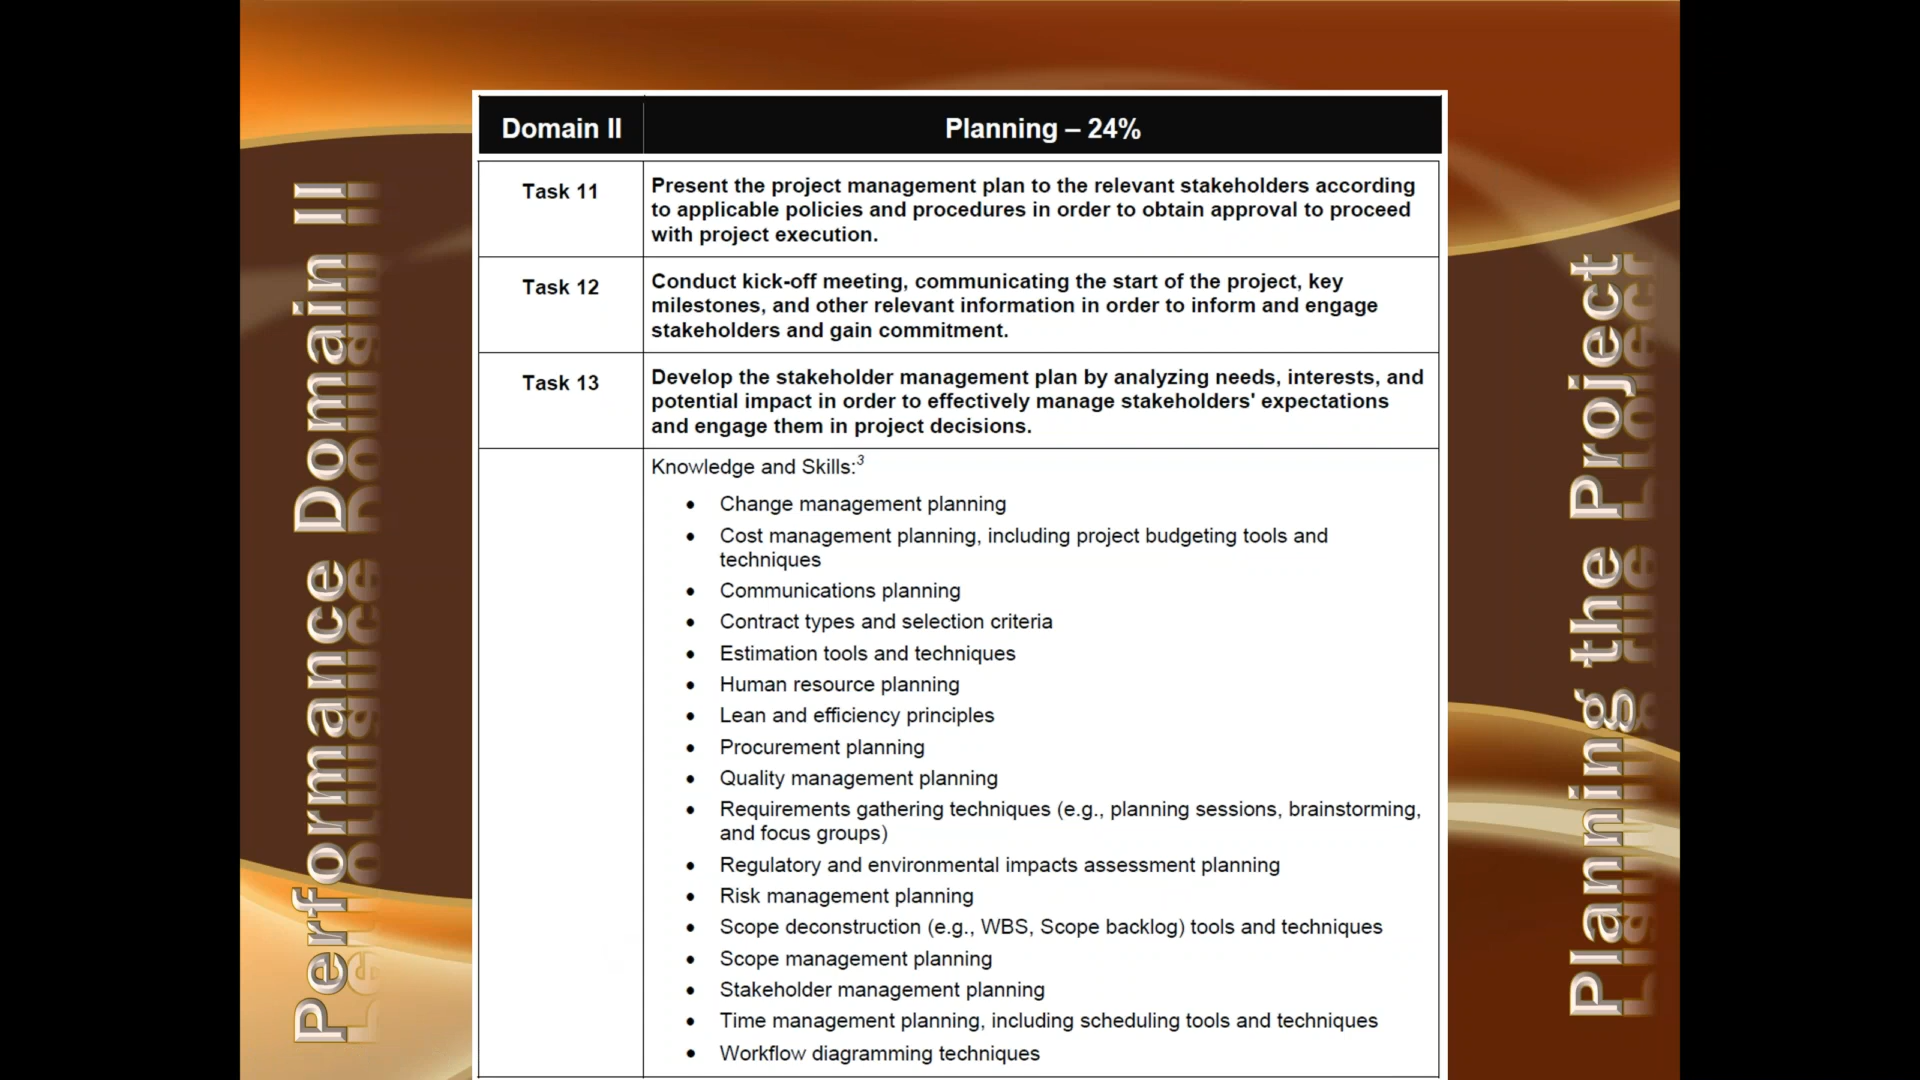 Performance Domain II
Domain II
Planning – 24%
Task 11
Present the project management plan to the relevant stakeholders according
to applicable policies and procedures in order to obtain approval to proceed
with project execution.
Task 12
Conduct kick-off meeting, communicating the start of the project, key
milestones, and other relevant information in order to inform and engage
stakeholders and gain commitment.
Task 13
Develop the stakeholder management plan by analyzing needs, interests, and
potential impact in order to effectively manage stakeholders' expectations
and engage them in project decisions.
Knowledge and Skills:³
• Change management planning
• Cost management planning, including project budgeting tools and
techniques
• Communications planning
• Contract types and selection criteria
• Estimation tools and techniques
• Human resource planning
• Lean and efficiency principles
• Procurement planning
• Quality management planning
• Requirements gathering techniques (e.g., planning sessions, brainstorming,
and focus groups)
• Regulatory and environmental impacts assessment planning
• Risk management planning
• Scope deconstruction (e.g., WBS, Scope backlog) tools and techniques
• Scope management planning
• Stakeholder management planning
• Time management planning, including scheduling tools and techniques
• Workflow diagramming techniques
Planning the Project